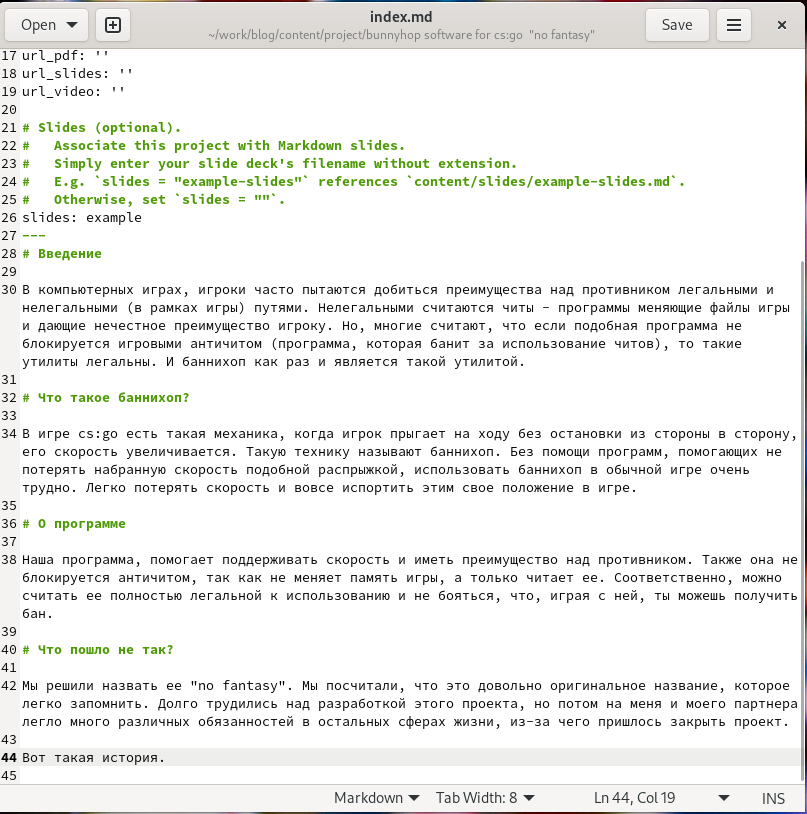 Open
index.md
~/work/blog/content/project/bunnyhop software for cs:go "no fantasy"
Save
17 url_pdf: ''
18 url_slides: ''
19 url_video: ''
20
21 # Slides (optional).
22 #   Associate this project with Markdown slides.
23 #   Simply enter your slide deck's filename without extension.
24 #   E.g. `slides = "example-slides"` references `content/slides/example-slides.md`.
25 #   Otherwise, set `slides = ""`.
26 slides: example
27 ---
28 # Введение
29
30 В компьютерных играх, игроки часто пытаются добиться преимущества над противником легальными и
нелегальными (в рамках игры) путями. Нелегальными считаются читы - программы меняющие файлы игры
и дающие нечестное преимущество игроку. Но, многие считают, что если подобная программа не
блокируется игровыми античитом (программа, которая банит за использование читов), то такие
утилиты легальны. И баннихоп как раз и является такой утилитой.
31
32 # Что такое баннихоп?
33
34 В игре cs:go есть такая механика, когда игрок прыгает на ходу без остановки из стороны в сторону,
его скорость увеличивается. Такую технику называют баннихоп. Без помощи программ, помогающих не
потерять набранную скорость подобной распрыжкой, использовать баннихоп в обычной игре очень
трудно. Легко потерять скорость и вовсе испортить этим свое положение в игре.
35
36 # О программе
37
38 Наша программа, помогает поддерживать скорость и иметь преимущество над противником. Также она не
блокируется античитом, так как не меняет память игры, а только читает ее. Соответственно, можно
считать ее полностью легальной к использованию и не бояться, что, играя с ней, ты можешь получить
бан.
39
40 # Что пошло не так?
41
42 Мы решили назвать ее "no fantasy". Мы посчитали, что это довольно оригинальное название, которое
легко запомнить. Долго трудились над разработкой этого проекта, но потом на меня и моего партнера
легло много различных обязанностей в остальных сферах жизни, из-за чего пришлось закрыть проект.
43
44 Вот такая история.
45
Markdown Tab Width: 8 Ln 44, Col 19 INS